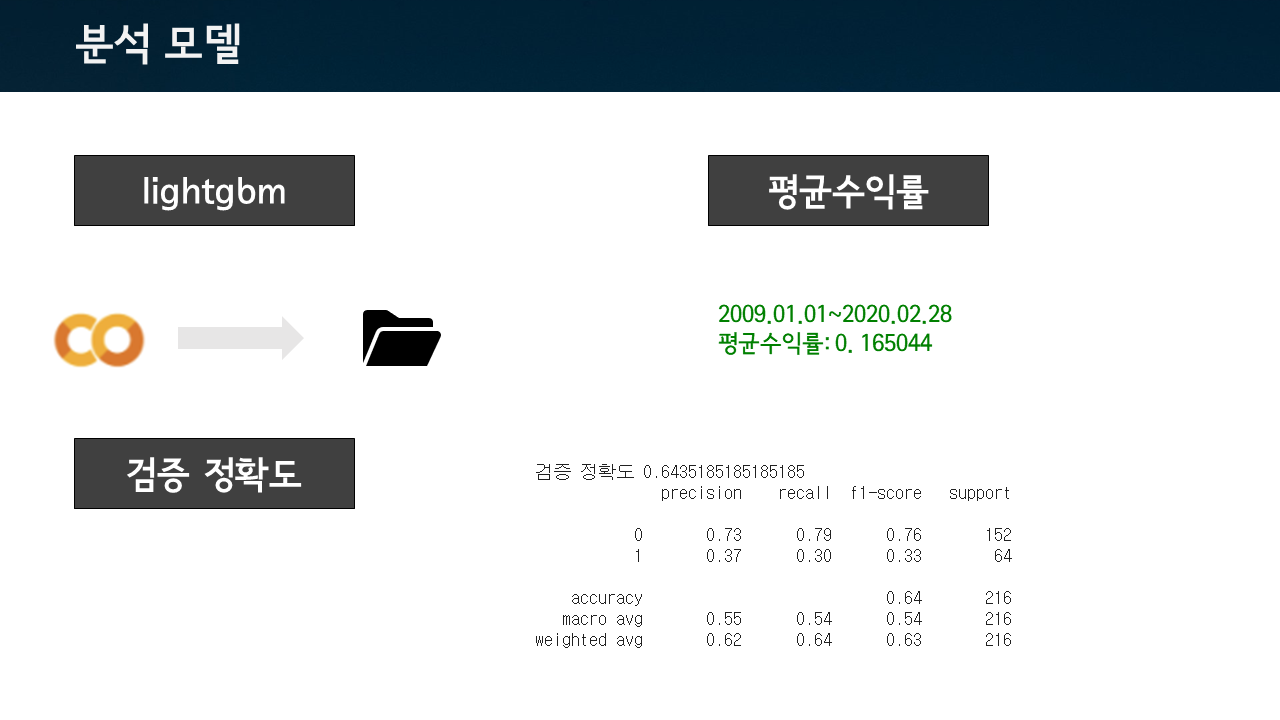 분석 모델
lightgbm
평균수익률
2009.01.01~2020.02.28
평균수익률: 0. 165044
검증 정확도
검증 정확도 0.6435185185185185
precision recall f1-score support
0 0.73 0.79 0.76 152
1 0.37 0.30 0.33 64
accuracy 0.64 216
macro avg 0.55 0.54 0.54 216
weighted avg 0.62 0.64 0.63 216